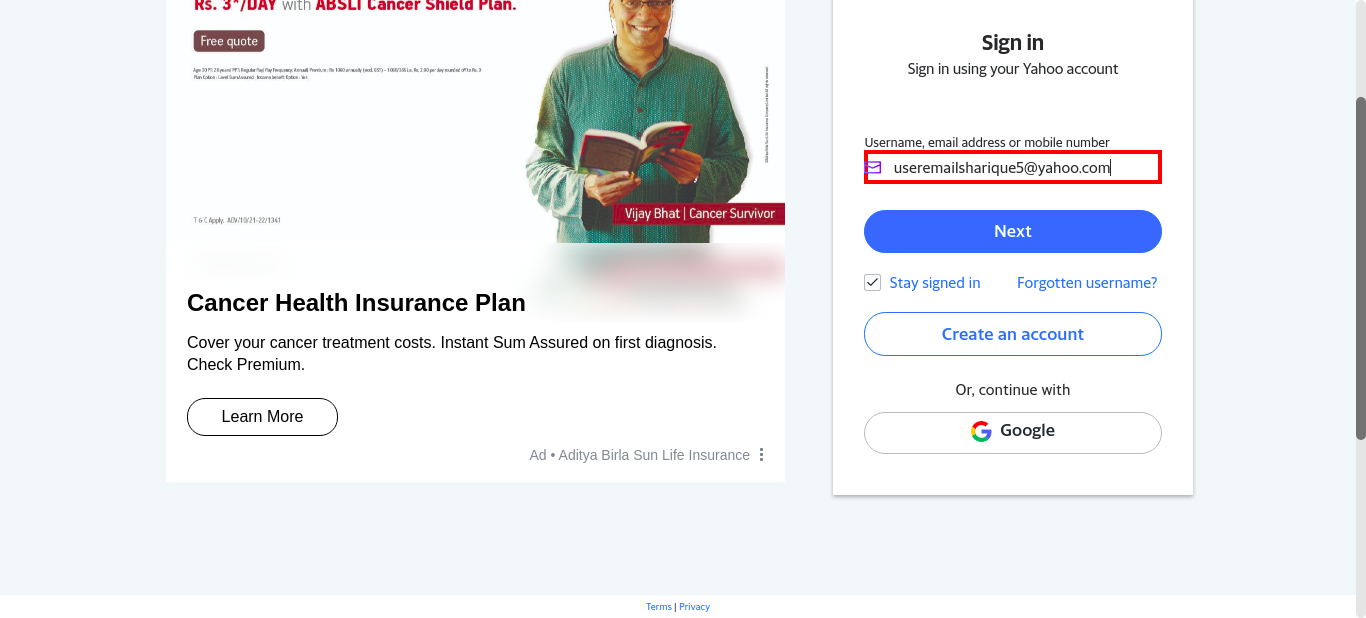 Rs. 3*/DAY with ABSLI Cancer Shield Plan.
Free quote
T & C Apply. ADV/10/21-22/1341
Vijay Bhat | Cancer Survivor
Cancer Health Insurance Plan
Cover your cancer treatment costs. Instant Sum Assured on first diagnosis.
Check Premium.
Learn More
Ad • Aditya Birla Sun Life Insurance
Sign in
Sign in using your Yahoo account
Username, email address or mobile number
useremailsharique5@yahoo.com
Next
Stay signed in
Forgotten username?
Create an account
Or, continue with
Google
Terms | Privacy